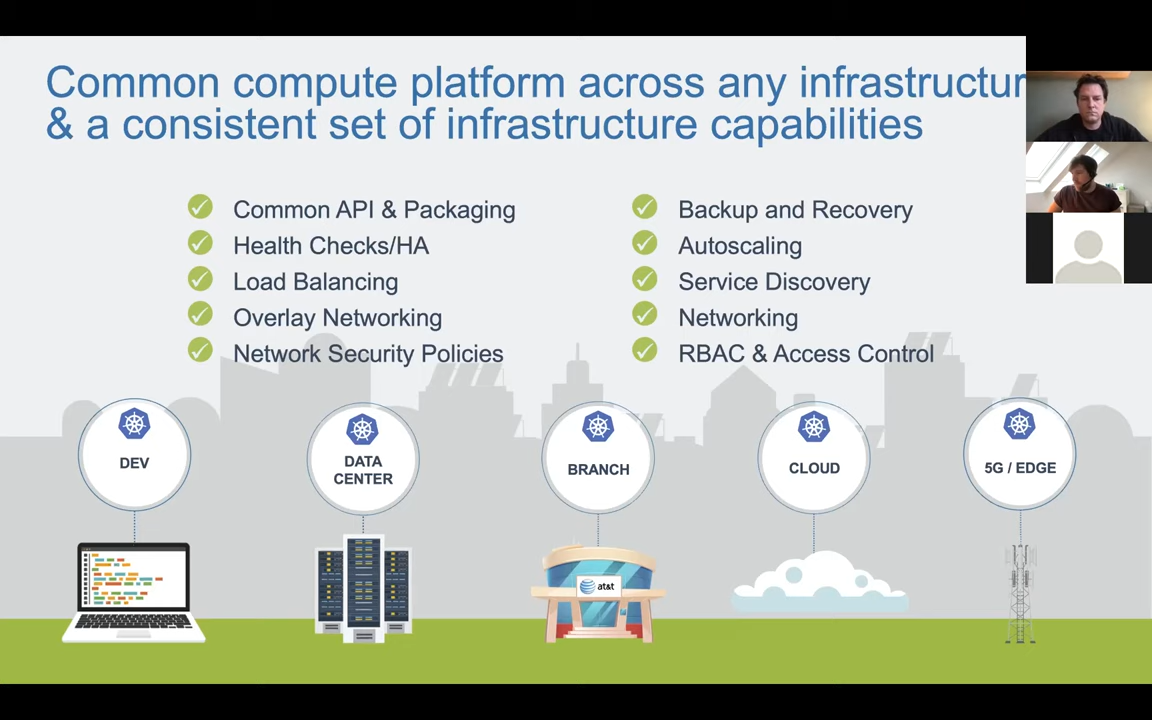 Common compute platform across any infrastructur
& a consistent set of infrastructure capabilities
Common API & Packaging
Health Checks/HA
Load Balancing
Overlay Networking
Network Security Policies
Backup and Recovery
Autoscaling
Service Discovery
Networking
RBAC & Access Control
DEV
DATA
CENTER
BRANCH
CLOUD
5G / EDGE
at&t